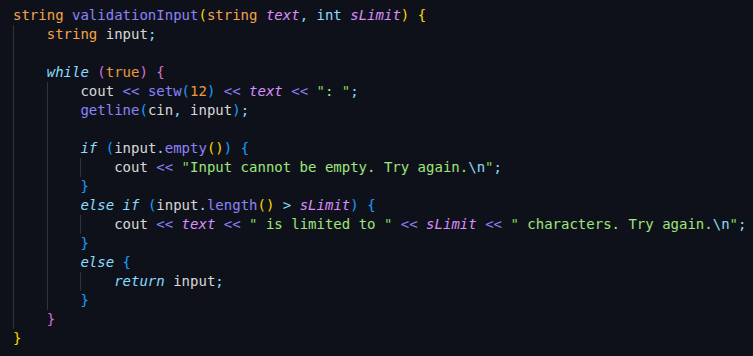 string validationInput(string text, int sLimit) {
    string input;

    while (true) {
        cout << setw(12) << text << ": ";
        getline(cin, input);

        if (input.empty()) {
            cout << "Input cannot be empty. Try again.\n";
        }
        else if (input.length() > sLimit) {
            cout << text << " is limited to " << sLimit << " characters. Try again.\n";
        }
        else {
            return input;
        }
    }
}